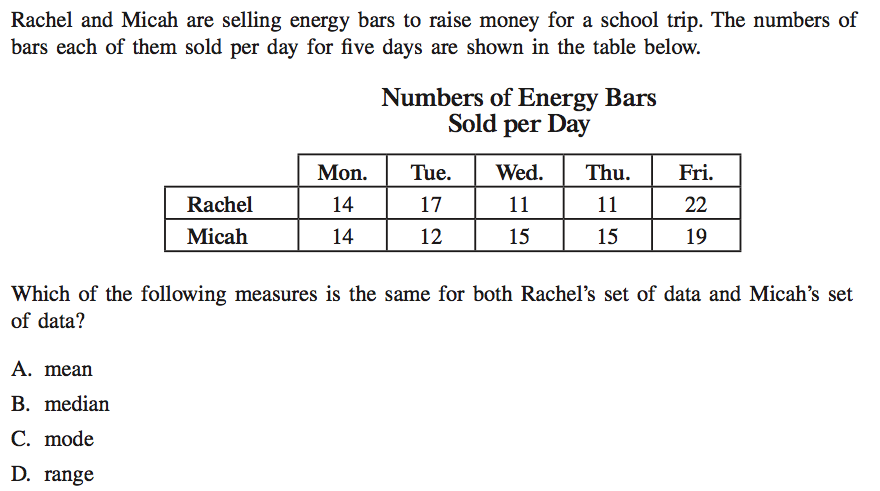 Rachel and Micah are selling energy bars to raise money for a school trip. The numbers of
bars each of them sold per day for five days are shown in the table below.
Numbers of Energy Bars
Sold per Day
Mon. Tue. Wed. Thu. Fri.
Rachel 14 17 11 11 22
Micah 14 12 15 15 19
Which of the following measures is the same for both Rachel’s set of data and Micah’s set
of data?
A. mean
B. median
C. mode
D. range